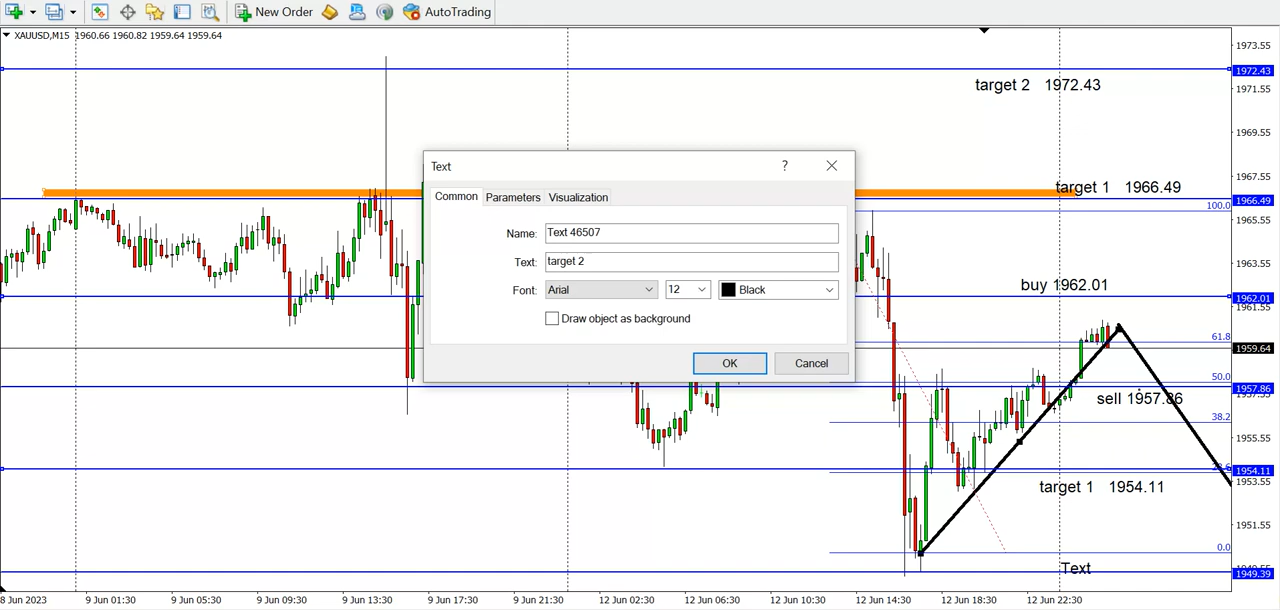 New Order AutoTrading
XAUUSD,M15 1960.66 1960.82 1959.64 1959.64
1973.55
1972.43
target 2 1972.43
1971.55
1969.55
Text ? ×
1967.55
target 1 1966.49
Common Parameters Visualization
1966.49
100.0
1965.55
Name: Text 46507
Text: target 2
1963.55
buy 1962.01
Font: Arial 12 Black
1962.01
1961.55
Draw object as background
61.8
1959.64
OK Cancel
50.0
1957.86
sell 1957.86
38.2
1955.55
1954.11
target 1 1954.11
1953.55
1951.55
0.0
Text
1949.39
8 Jun 2023 9 Jun 01:30 9 Jun 05:30 9 Jun 09:30 9 Jun 13:30 9 Jun 17:30 9 Jun 21:30 12 Jun 02:30 12 Jun 06:30 12 Jun 10:30 12 Jun 14:30 12 Jun 18:30 12 Jun 22:30